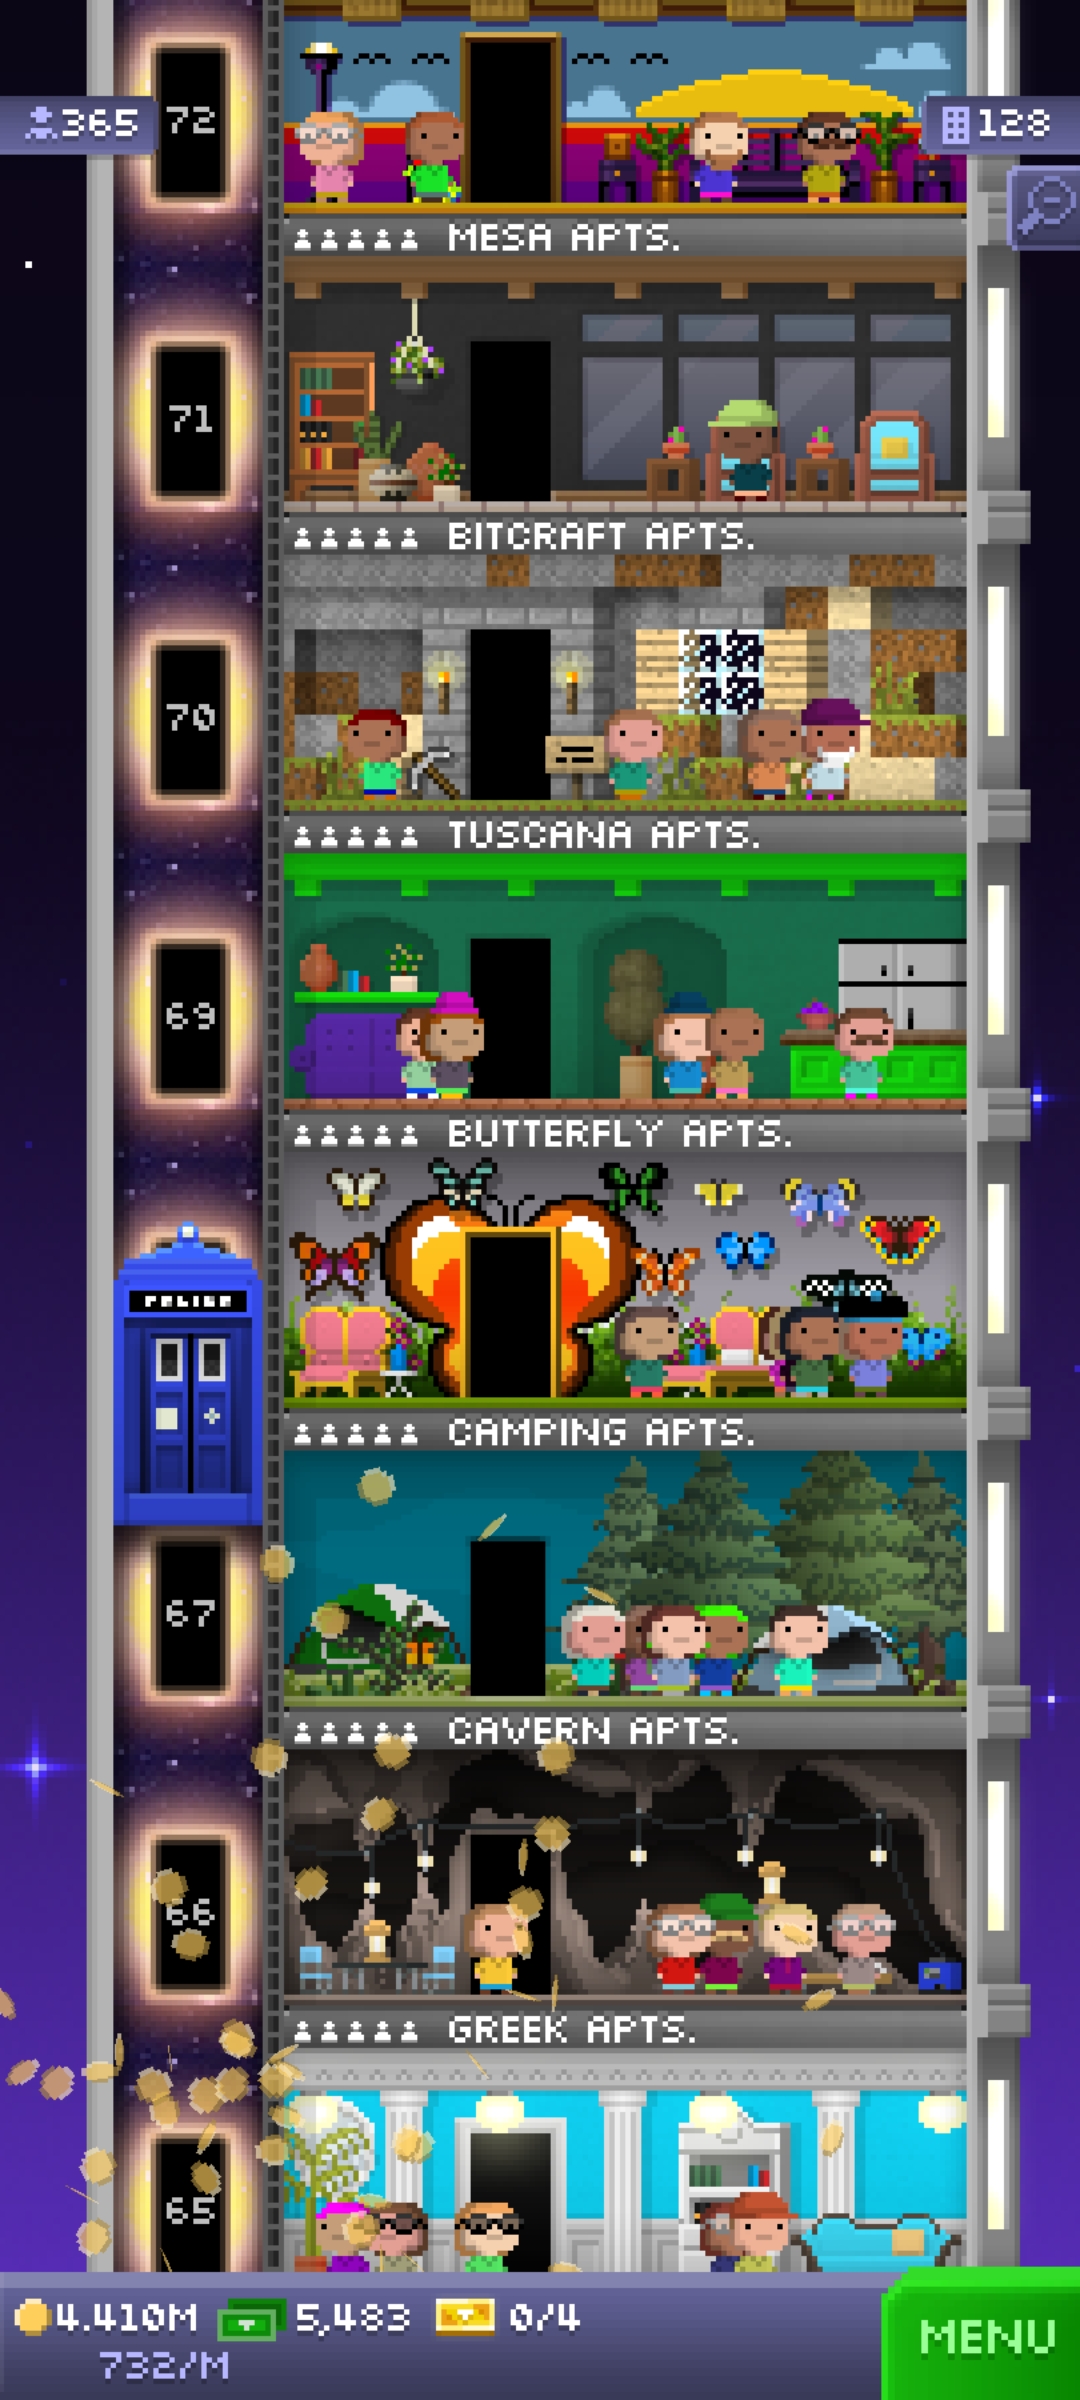 72
365
128
MESA APTS.
71
BITCRAFT APTS.
70
TUSCANA APTS.
69
BUTTERFLY APTS.
POLICE
CAMPING APTS.
67
CAVERN APTS.
66
GREEK APTS.
65
4.410M 5,483 0/4
732/M
MENU